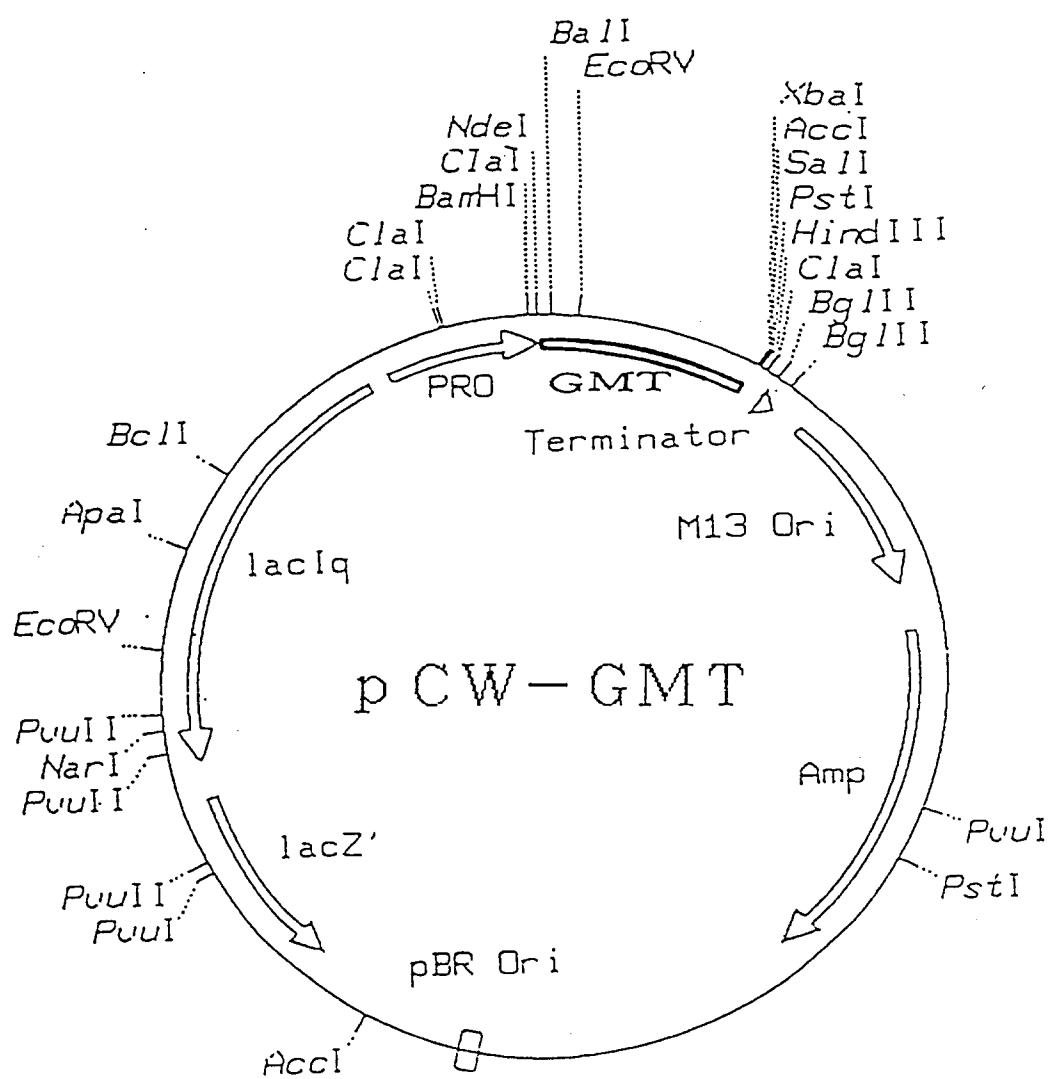 BalI
EcoRV
XbaI
NdeI
AccI
ClaI
SalI
BamHI
PstI
ClaI
HindIII
ClaI
ClaI
BglII
BglII
PRO
GMT
BclI
Terminator
ApaI
M13 Ori
lacIq
EcoRV
pCW-GMT
PvuII
NarI
Amp
PvuII
PvuI
lacZ'
PvuII
PstI
PvuI
pBR Ori
AccI